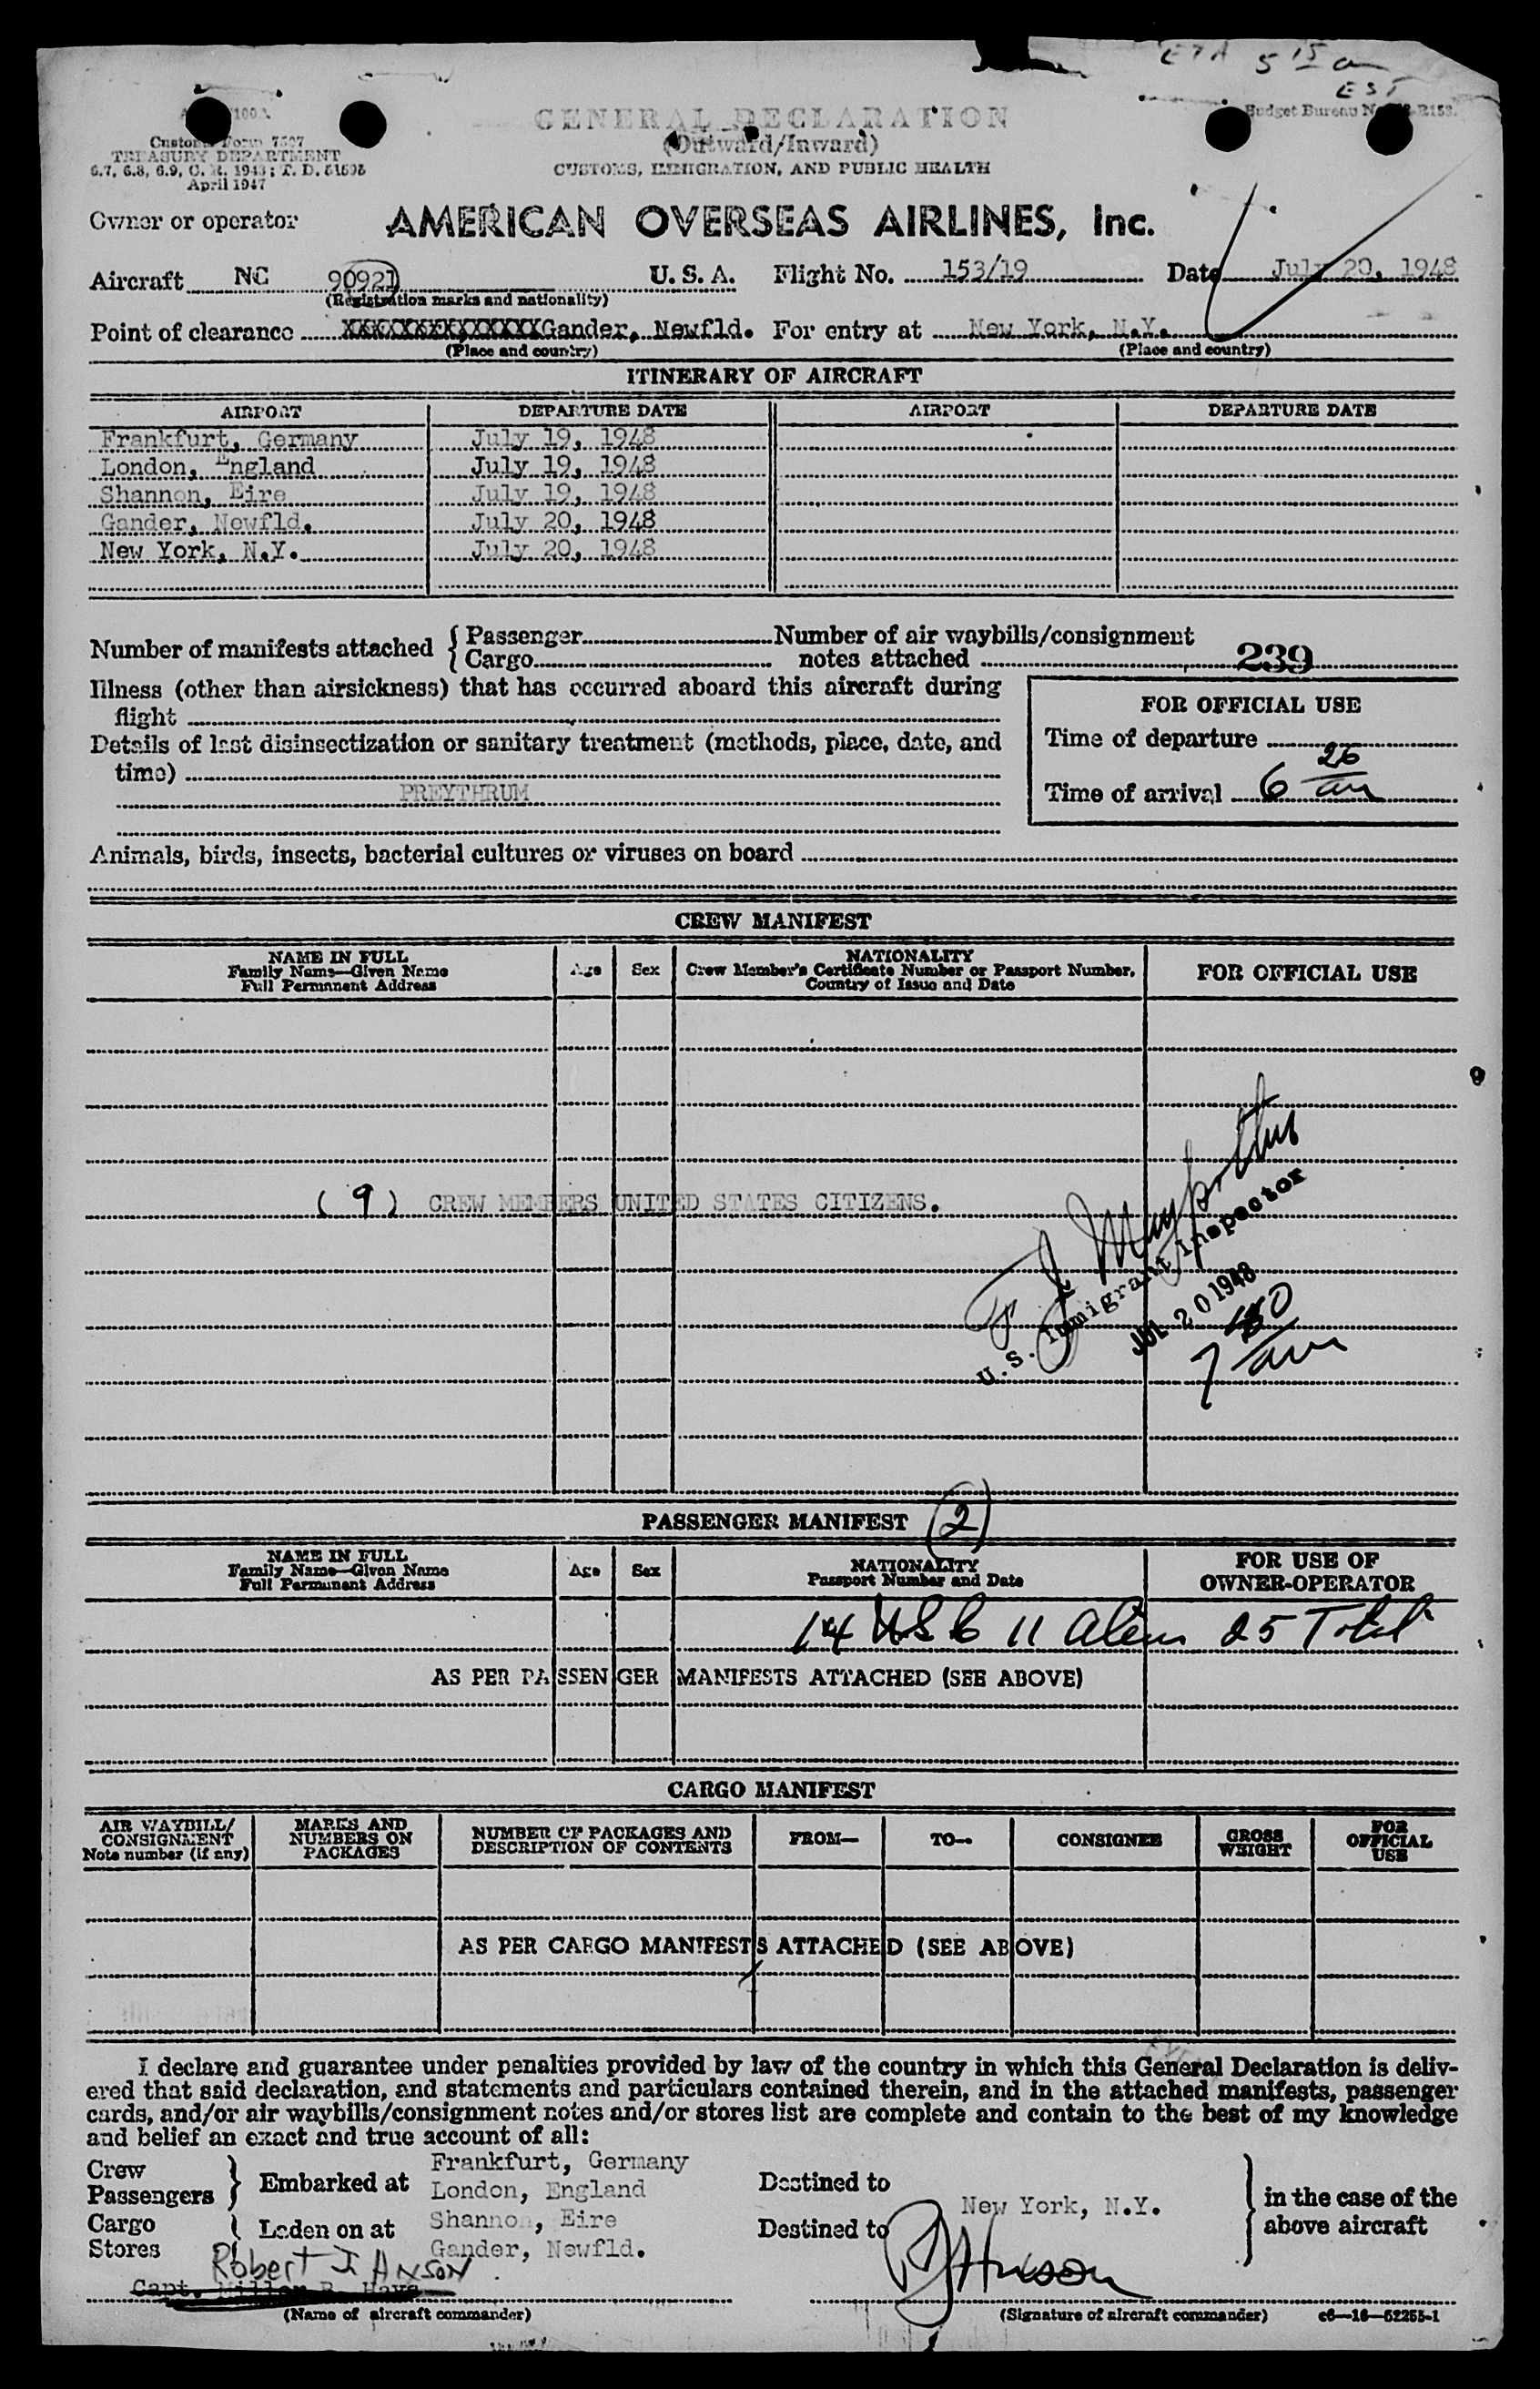 ETA 5 15 a
EST
GENERAL DECLARATION
(Outward/Inward)
CUSTOMS, IMMIGRATION, AND PUBLIC HEALTH
Customs Form 7507
TREASURY DEPARTMENT
April 1947
Budget Bureau No.
Owner or operator AMERICAN OVERSEAS AIRLINES, Inc.
Aircraft NC 90921 U. S. A. Flight No. 153/19 Date July 20, 1948
(Registration marks and nationality)
Point of clearance Gander, Newfld. For entry at New York, N.Y.
(Place and country) (Place and country)
ITINERARY OF AIRCRAFT
AIRPORT DEPARTURE DATE AIRPORT DEPARTURE DATE
Frankfurt, Germany July 19, 1948
London, England July 19, 1948
Shannon, Eire July 19, 1948
Gander, Newfld. July 20, 1948
New York, N.Y. July 20, 1948
Number of manifests attached { Passenger Number of air waybills/consignment
Cargo notes attached 239
Illness (other than airsickness) that has occurred aboard this aircraft during
flight
Details of last disinsectization or sanitary treatment (methods, place, date, and
time)
PREYTHRUM
FOR OFFICIAL USE
Time of departure
Time of arrival 6 26 am
Animals, birds, insects, bacterial cultures or viruses on board
CREW MANIFEST
NAME IN FULL Age Sex NATIONALITY FOR OFFICIAL USE
Family Name—Given Name Crew Member's Certificate Number or Passport Number,
Full Permanent Address Country of Issue and Date
( 9 ) CREW MEMBERS UNITED STATES CITIZENS.
U. S. Immigrant Inspector
JUL 20 1948
7 am
PASSENGER MANIFEST (2)
NAME IN FULL Age Sex NATIONALITY FOR USE OF
Family Name—Given Name Passport Number and Date OWNER-OPERATOR
Full Permanent Address
14 USC 11 Alien 25 Total
AS PER PASSENGER MANIFESTS ATTACHED (SEE ABOVE)
CARGO MANIFEST
AIR WAYBILL/ MARKS AND NUMBER OF PACKAGES AND FROM— TO— CONSIGNEE GROSS FOR
CONSIGNMENT NUMBERS ON DESCRIPTION OF CONTENTS WEIGHT OFFICIAL
Note number (if any) PACKAGES USE
AS PER CARGO MANIFESTS ATTACHED (SEE ABOVE)
I declare and guarantee under penalties provided by law of the country in which this General Declaration is deliv-
ered that said declaration, and statements and particulars contained therein, and in the attached manifests, passenger
cards, and/or air waybills/consignment notes and/or stores list are complete and contain to the best of my knowledge
and belief an exact and true account of all:
Crew Frankfurt, Germany
Passengers } Embarked at London, England Destined to New York, N.Y. } in the case of the
Cargo { Laden on at Shannon, Eire Destined to above aircraft
Stores Gander, Newfld.
Robert J Anson
RJ Anson
(Name of aircraft commander) (Signature of aircraft commander) c6—16—52255-1